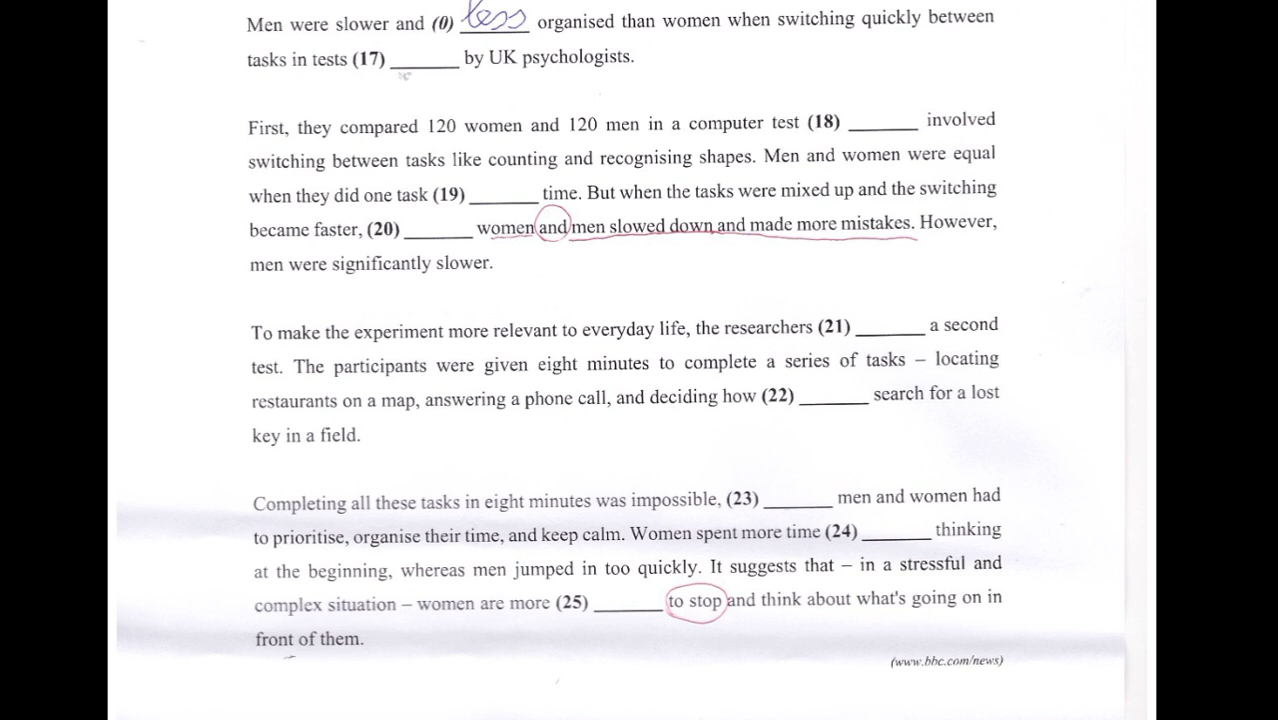 Men were slower and (0) less organised than women when switching quickly between
tasks in tests (17) _______ by UK psychologists.
First, they compared 120 women and 120 men in a computer test (18) _______ involved
switching between tasks like counting and recognising shapes. Men and women were equal
when they did one task (19) _______ time. But when the tasks were mixed up and the switching
became faster, (20) _______ women and men slowed down and made more mistakes. However,
men were significantly slower.
To make the experiment more relevant to everyday life, the researchers (21) _______ a second
test. The participants were given eight minutes to complete a series of tasks – locating
restaurants on a map, answering a phone call, and deciding how (22) _______ search for a lost
key in a field.
Completing all these tasks in eight minutes was impossible, (23) _______ men and women had
to prioritise, organise their time, and keep calm. Women spent more time (24) _______ thinking
at the beginning, whereas men jumped in too quickly. It suggests that – in a stressful and
complex situation – women are more (25) _______ to stop and think about what's going on in
front of them.
(www.bbc.com/news)